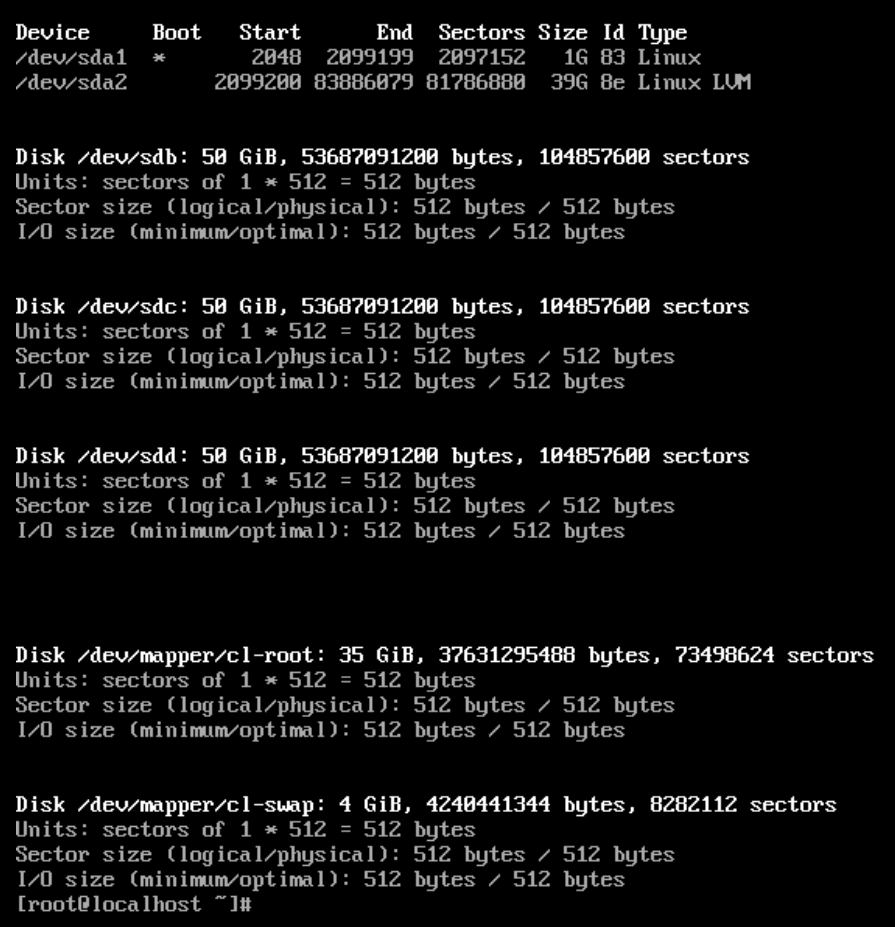 Device     Boot   Start      End  Sectors Size Id Type
/dev/sda1  *       2048  2099199  2097152   1G 83 Linux
/dev/sda2       2099200 83886079 81786880  39G 8e Linux LVM
Disk /dev/sdb: 50 GiB, 53687091200 bytes, 104857600 sectors
Units: sectors of 1 * 512 = 512 bytes
Sector size (logical/physical): 512 bytes / 512 bytes
I/O size (minimum/optimal): 512 bytes / 512 bytes
Disk /dev/sdc: 50 GiB, 53687091200 bytes, 104857600 sectors
Units: sectors of 1 * 512 = 512 bytes
Sector size (logical/physical): 512 bytes / 512 bytes
I/O size (minimum/optimal): 512 bytes / 512 bytes
Disk /dev/sdd: 50 GiB, 53687091200 bytes, 104857600 sectors
Units: sectors of 1 * 512 = 512 bytes
Sector size (logical/physical): 512 bytes / 512 bytes
I/O size (minimum/optimal): 512 bytes / 512 bytes
Disk /dev/mapper/cl-root: 35 GiB, 37631295488 bytes, 73498624 sectors
Units: sectors of 1 * 512 = 512 bytes
Sector size (logical/physical): 512 bytes / 512 bytes
I/O size (minimum/optimal): 512 bytes / 512 bytes
Disk /dev/mapper/cl-swap: 4 GiB, 4240441344 bytes, 8282112 sectors
Units: sectors of 1 * 512 = 512 bytes
Sector size (logical/physical): 512 bytes / 512 bytes
I/O size (minimum/optimal): 512 bytes / 512 bytes
[root@localhost ~]#